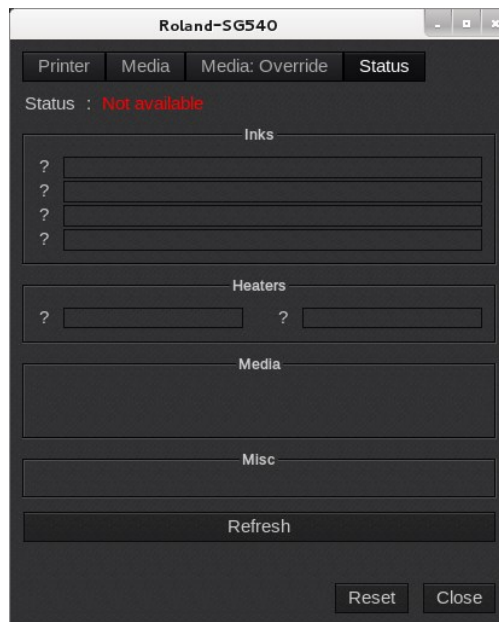 Roland-SG540
Printer Media Media: Override Status
Status : Not available
Inks
?
?
?
?
Heaters
? ?
Media
Misc
Refresh
Reset Close